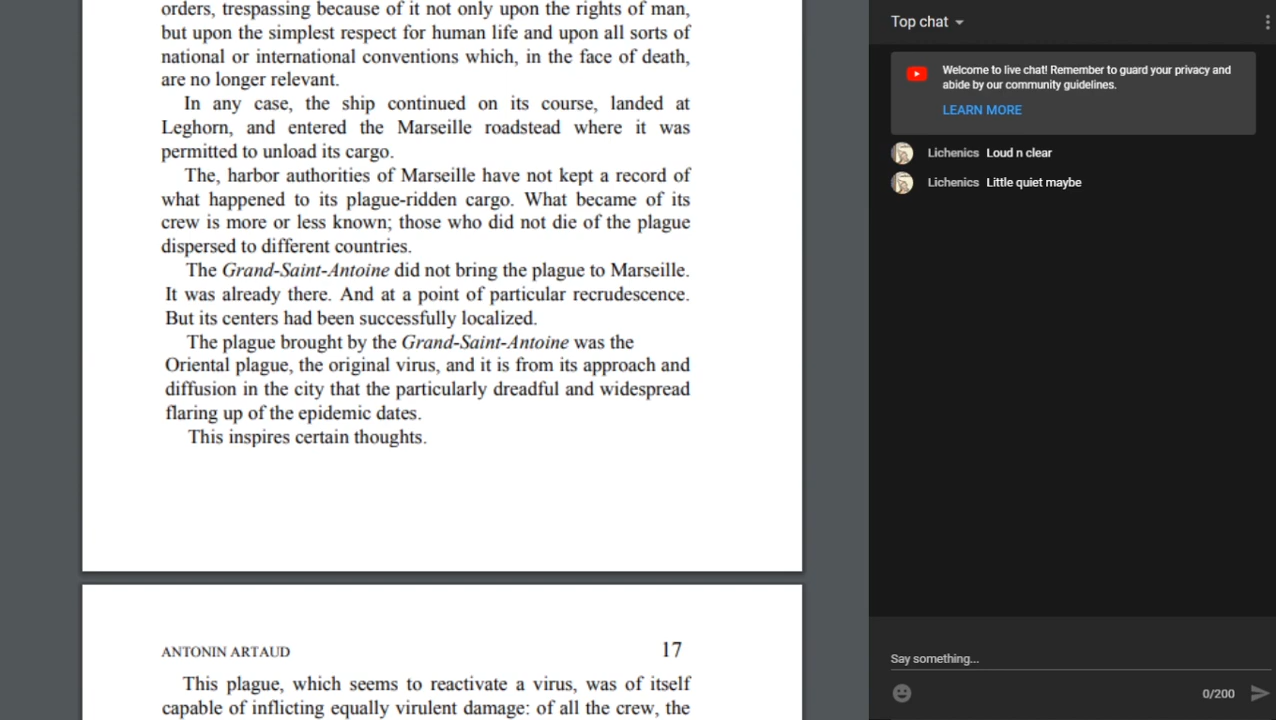 orders, trespassing because of it not only upon the rights of man,
but upon the simplest respect for human life and upon all sorts of
national or international conventions which, in the face of death,
are no longer relevant.
In any case, the ship continued on its course, landed at
Leghorn, and entered the Marseille roadstead where it was
permitted to unload its cargo.
The, harbor authorities of Marseille have not kept a record of
what happened to its plague-ridden cargo. What became of its
crew is more or less known; those who did not die of the plague
dispersed to different countries.
The Grand-Saint-Antoine did not bring the plague to Marseille.
It was already there. And at a point of particular recrudescence.
But its centers had been successfully localized.
The plague brought by the Grand-Saint-Antoine was the
Oriental plague, the original virus, and it is from its approach and
diffusion in the city that the particularly dreadful and widespread
flaring up of the epidemic dates.
This inspires certain thoughts.
ANTONIN ARTAUD 17
This plague, which seems to reactivate a virus, was of itself
capable of inflicting equally virulent damage: of all the crew, the
Top chat
Welcome to live chat! Remember to guard your privacy and
abide by our community guidelines.
LEARN MORE
Lichenics Loud n clear
Lichenics Little quiet maybe
Say something...
0/200